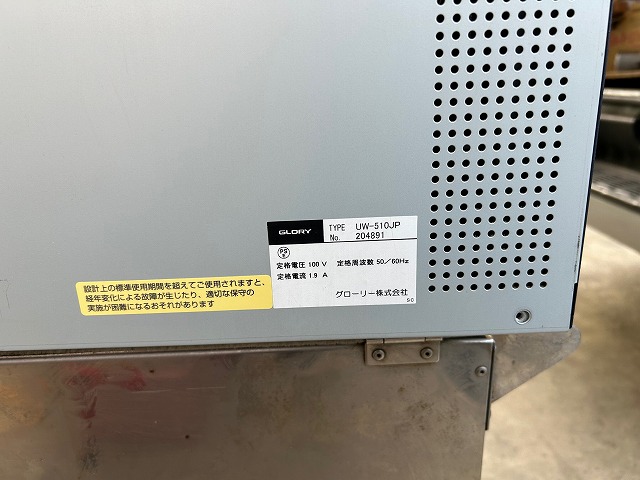 GLORY
TYPE UW-510JP
No. 204891
PS
E
定格電圧 100 V 定格周波数 50／60Hz
定格電流 1.9 A
グローリー株式会社
設計上の標準使用期間を超えてご使用されますと、
経年変化による故障が生じたり、適切な保守の
実施が困難になるおそれがあります